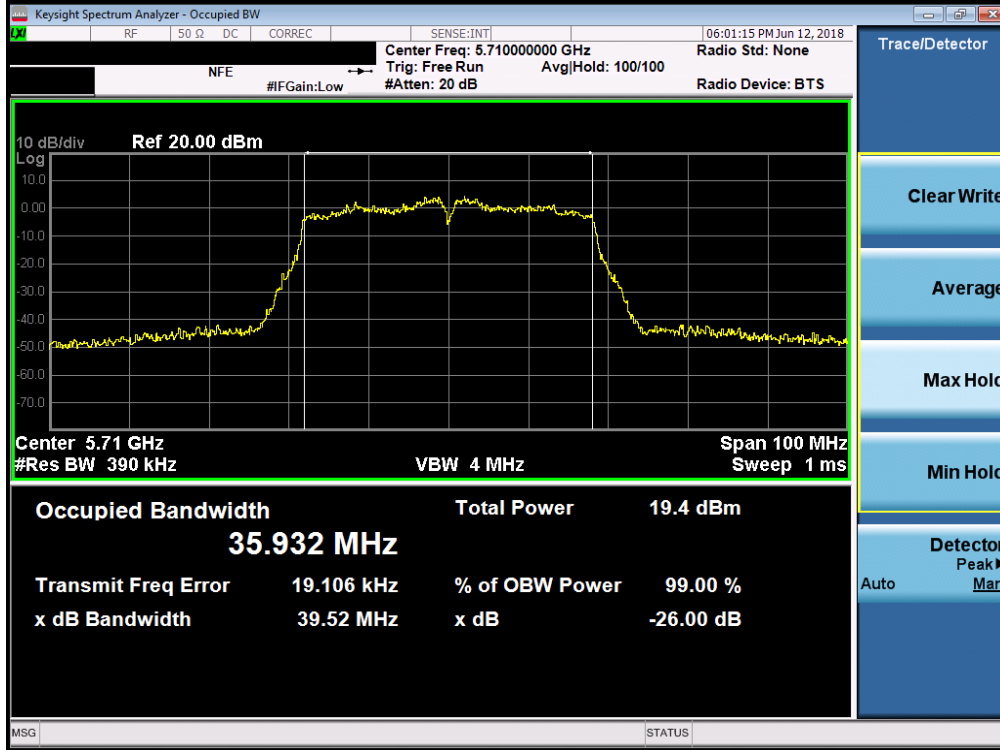 Keysight Spectrum Analyzer - Occupied BW
LXI RF 50 Ω DC CORREC SENSE:INT 06:01:15 PM Jun 12, 2018
Center Freq: 5.710000000 GHz Radio Std: None
NFE Trig: Free Run Avg|Hold: 100/100
#IFGain:Low #Atten: 20 dB Radio Device: BTS
Trace/Detector
10 dB/div Ref 20.00 dBm
Log
10.0
0.00
-10.0
-20.0
-30.0
-40.0
-50.0
-60.0
-70.0
Center 5.71 GHz Span 100 MHz
#Res BW 390 kHz VBW 4 MHz Sweep 1 ms
Occupied Bandwidth Total Power 19.4 dBm
35.932 MHz
Transmit Freq Error 19.106 kHz % of OBW Power 99.00 %
x dB Bandwidth 39.52 MHz x dB -26.00 dB
Clear Write
Average
Max Hold
Min Hold
Detector
Peak
Auto Man
MSG STATUS